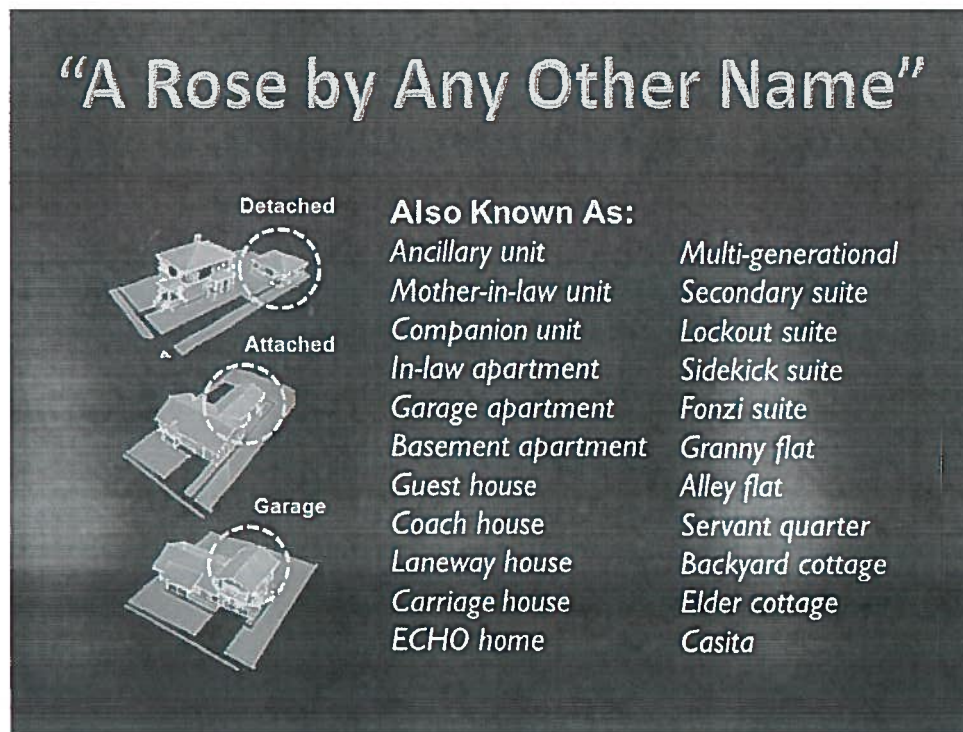 “A Rose by Any Other Name”
Detached
Attached
Garage
Also Known As:
Ancillary unit
Mother-in-law unit
Companion unit
In-law apartment
Garage apartment
Basement apartment
Guest house
Coach house
Laneway house
Carriage house
ECHO home
Multi-generational
Secondary suite
Lockout suite
Sidekick suite
Fonzi suite
Granny flat
Alley flat
Servant quarter
Backyard cottage
Elder cottage
Casita